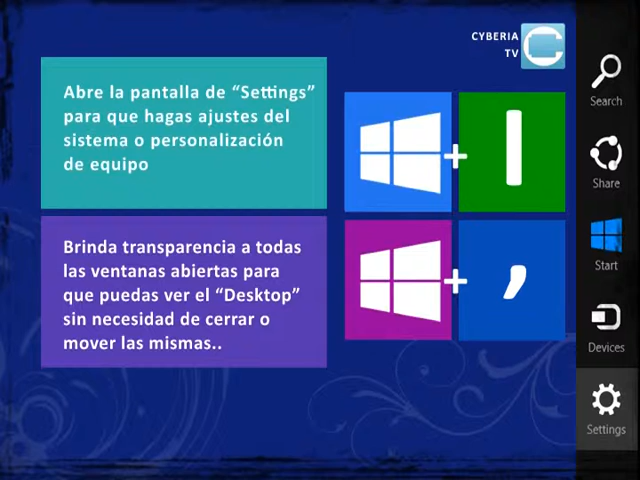 CYBERIA
TV
Abre la pantalla de “Settings”
para que hagas ajustes del
sistema o personalización
de equipo
+ I
Brinda transparencia a todas
las ventanas abiertas para
que puedas ver el “Desktop”
sin necesidad de cerrar o
mover las mismas..
+ ,
Search
Share
Start
Devices
Settings